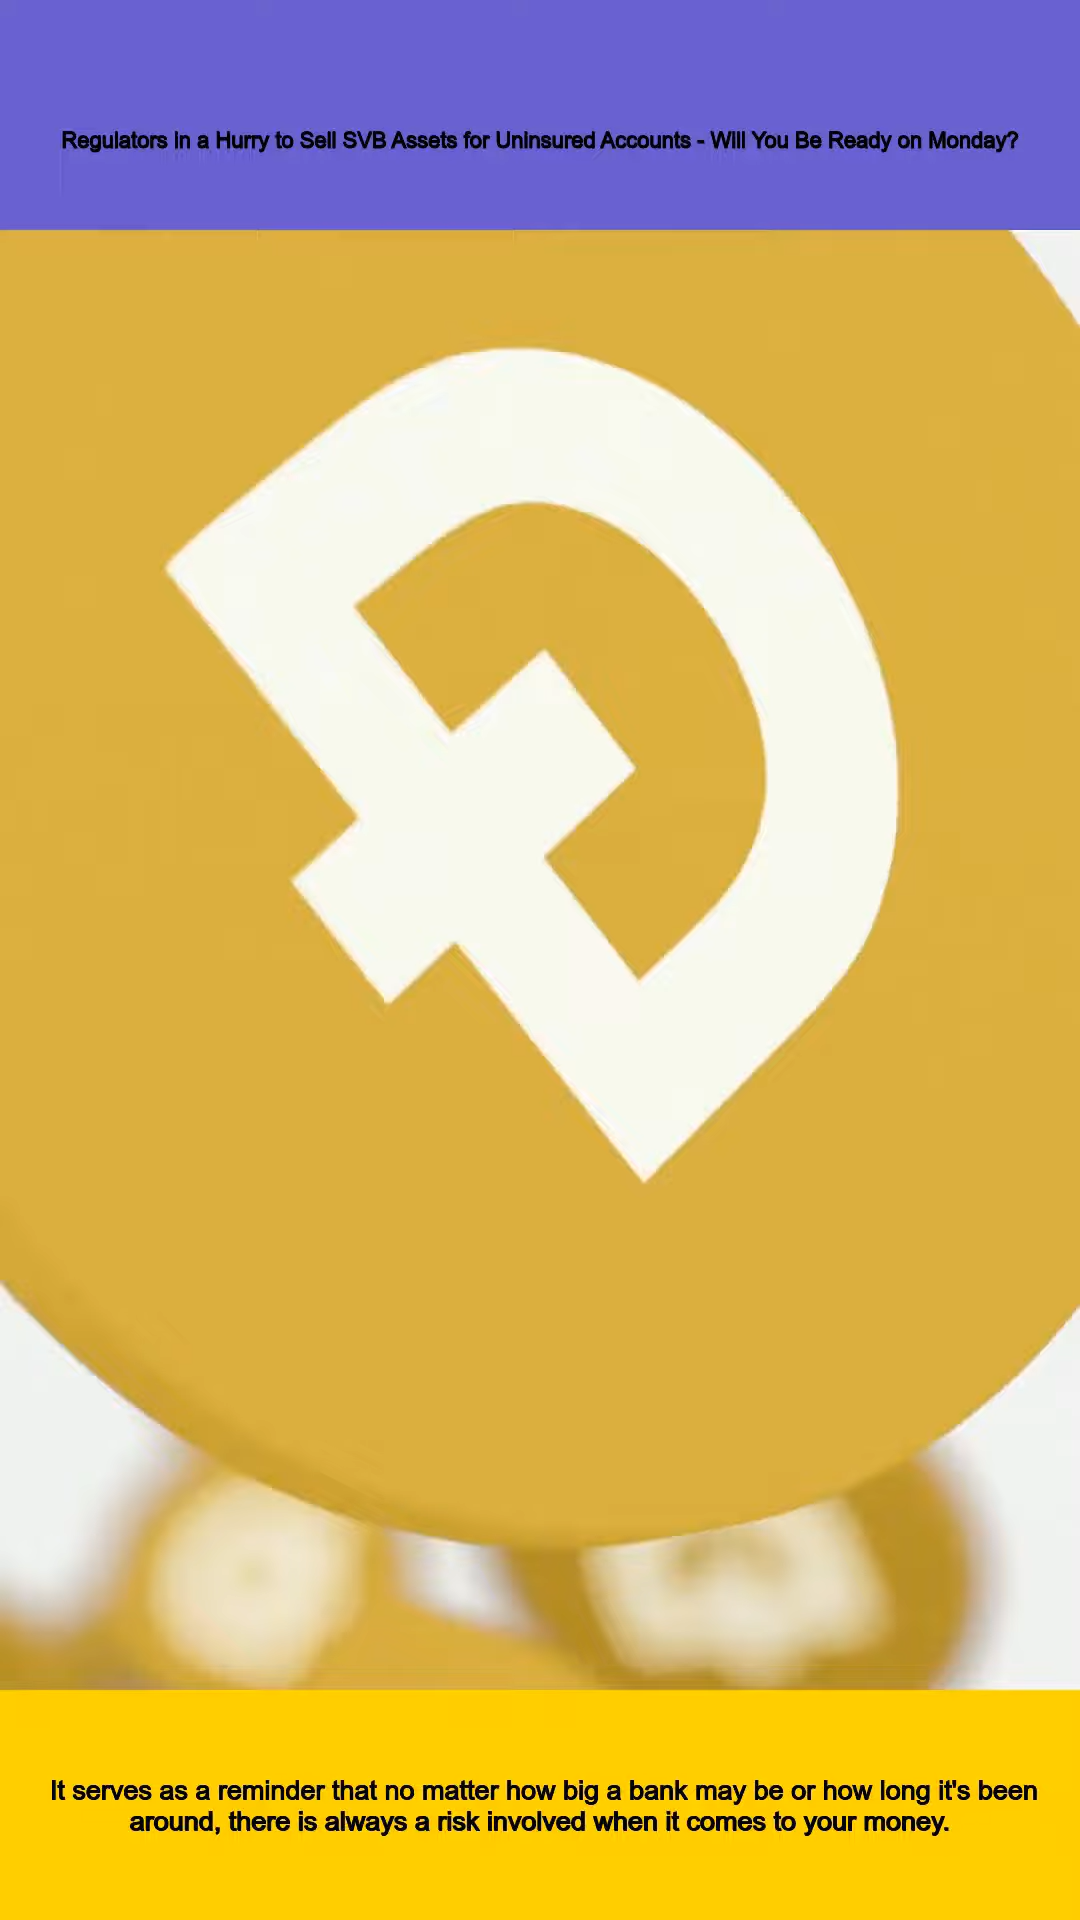 Regulators in a Hurry to Sell SVB Assets for Uninsured Accounts - Will You Be Ready on Monday?
It serves as a reminder that no matter how big a bank may be or how long it's been
around, there is always a risk involved when it comes to your money.